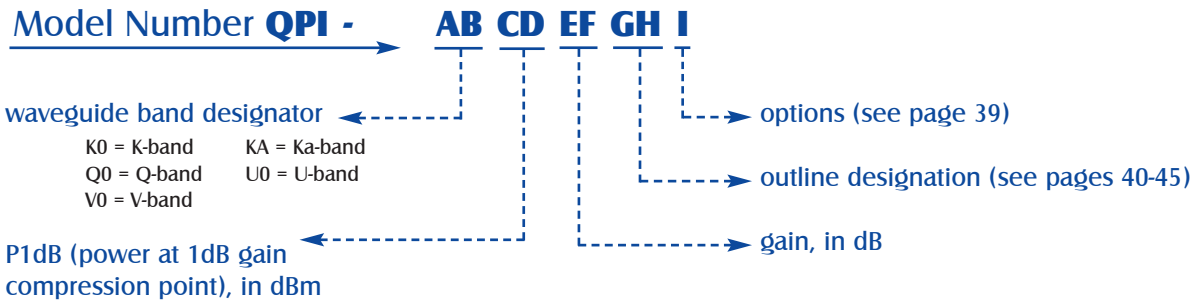 Model Number QPI - AB CD EF GH I
waveguide band designator
K0 = K-band KA = Ka-band
Q0 = Q-band U0 = U-band
V0 = V-band
options (see page 39)
outline designation (see pages 40-45)
gain, in dB
P1dB (power at 1dB gain
compression point), in dBm